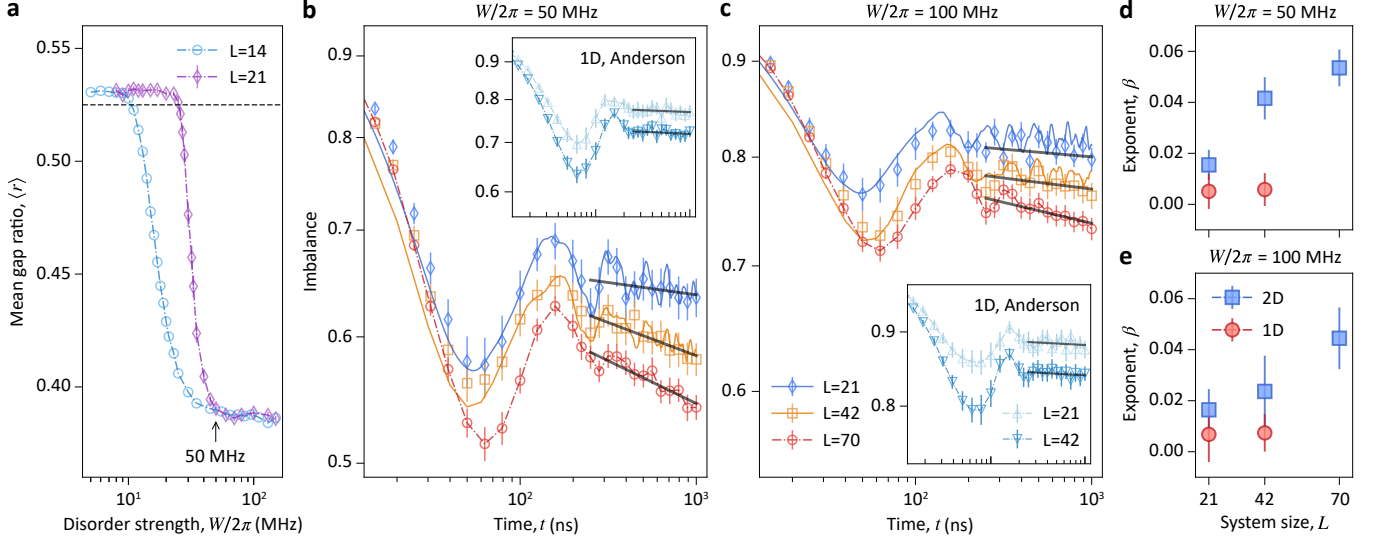 a
0.55
0.50
0.45
0.40
Mean gap ratio, ⟨r⟩
L=14
L=21
50 MHz
10¹
10²
Disorder strength, W/2π (MHz)
b
W/2π = 50 MHz
0.9
0.8
0.7
0.6
0.5
Imbalance
1D, Anderson
0.9
0.8
0.7
0.6
10²
10³
Time, t (ns)
c
W/2π = 100 MHz
0.9
0.8
0.7
0.6
L=21
L=42
L=70
1D, Anderson
0.9
0.8
L=21
L=42
10²
10³
Time, t (ns)
d
W/2π = 50 MHz
0.06
0.04
0.02
0.00
Exponent, β
e
W/2π = 100 MHz
0.06
0.04
0.02
0.00
Exponent, β
2D
1D
21
42
70
System size, L